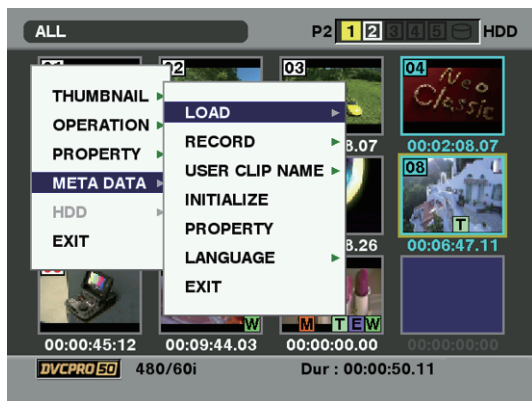 ALL P2 1 2 3 4 5 HDD
02 03 04
THUMBNAIL
OPERATION
PROPERTY
META DATA
HDD
EXIT
LOAD
RECORD
USER CLIP NAME
INITIALIZE
PROPERTY
LANGUAGE
EXIT
Neo Classic
8.07 00:02:08.07
08
T
8.26 00:06:47.11
W M T E W
00:00:45:12 00:09:44.03 00:00:00.00 00:00:00:00
DVCPRO 50 480/60i Dur : 00:00:50.11